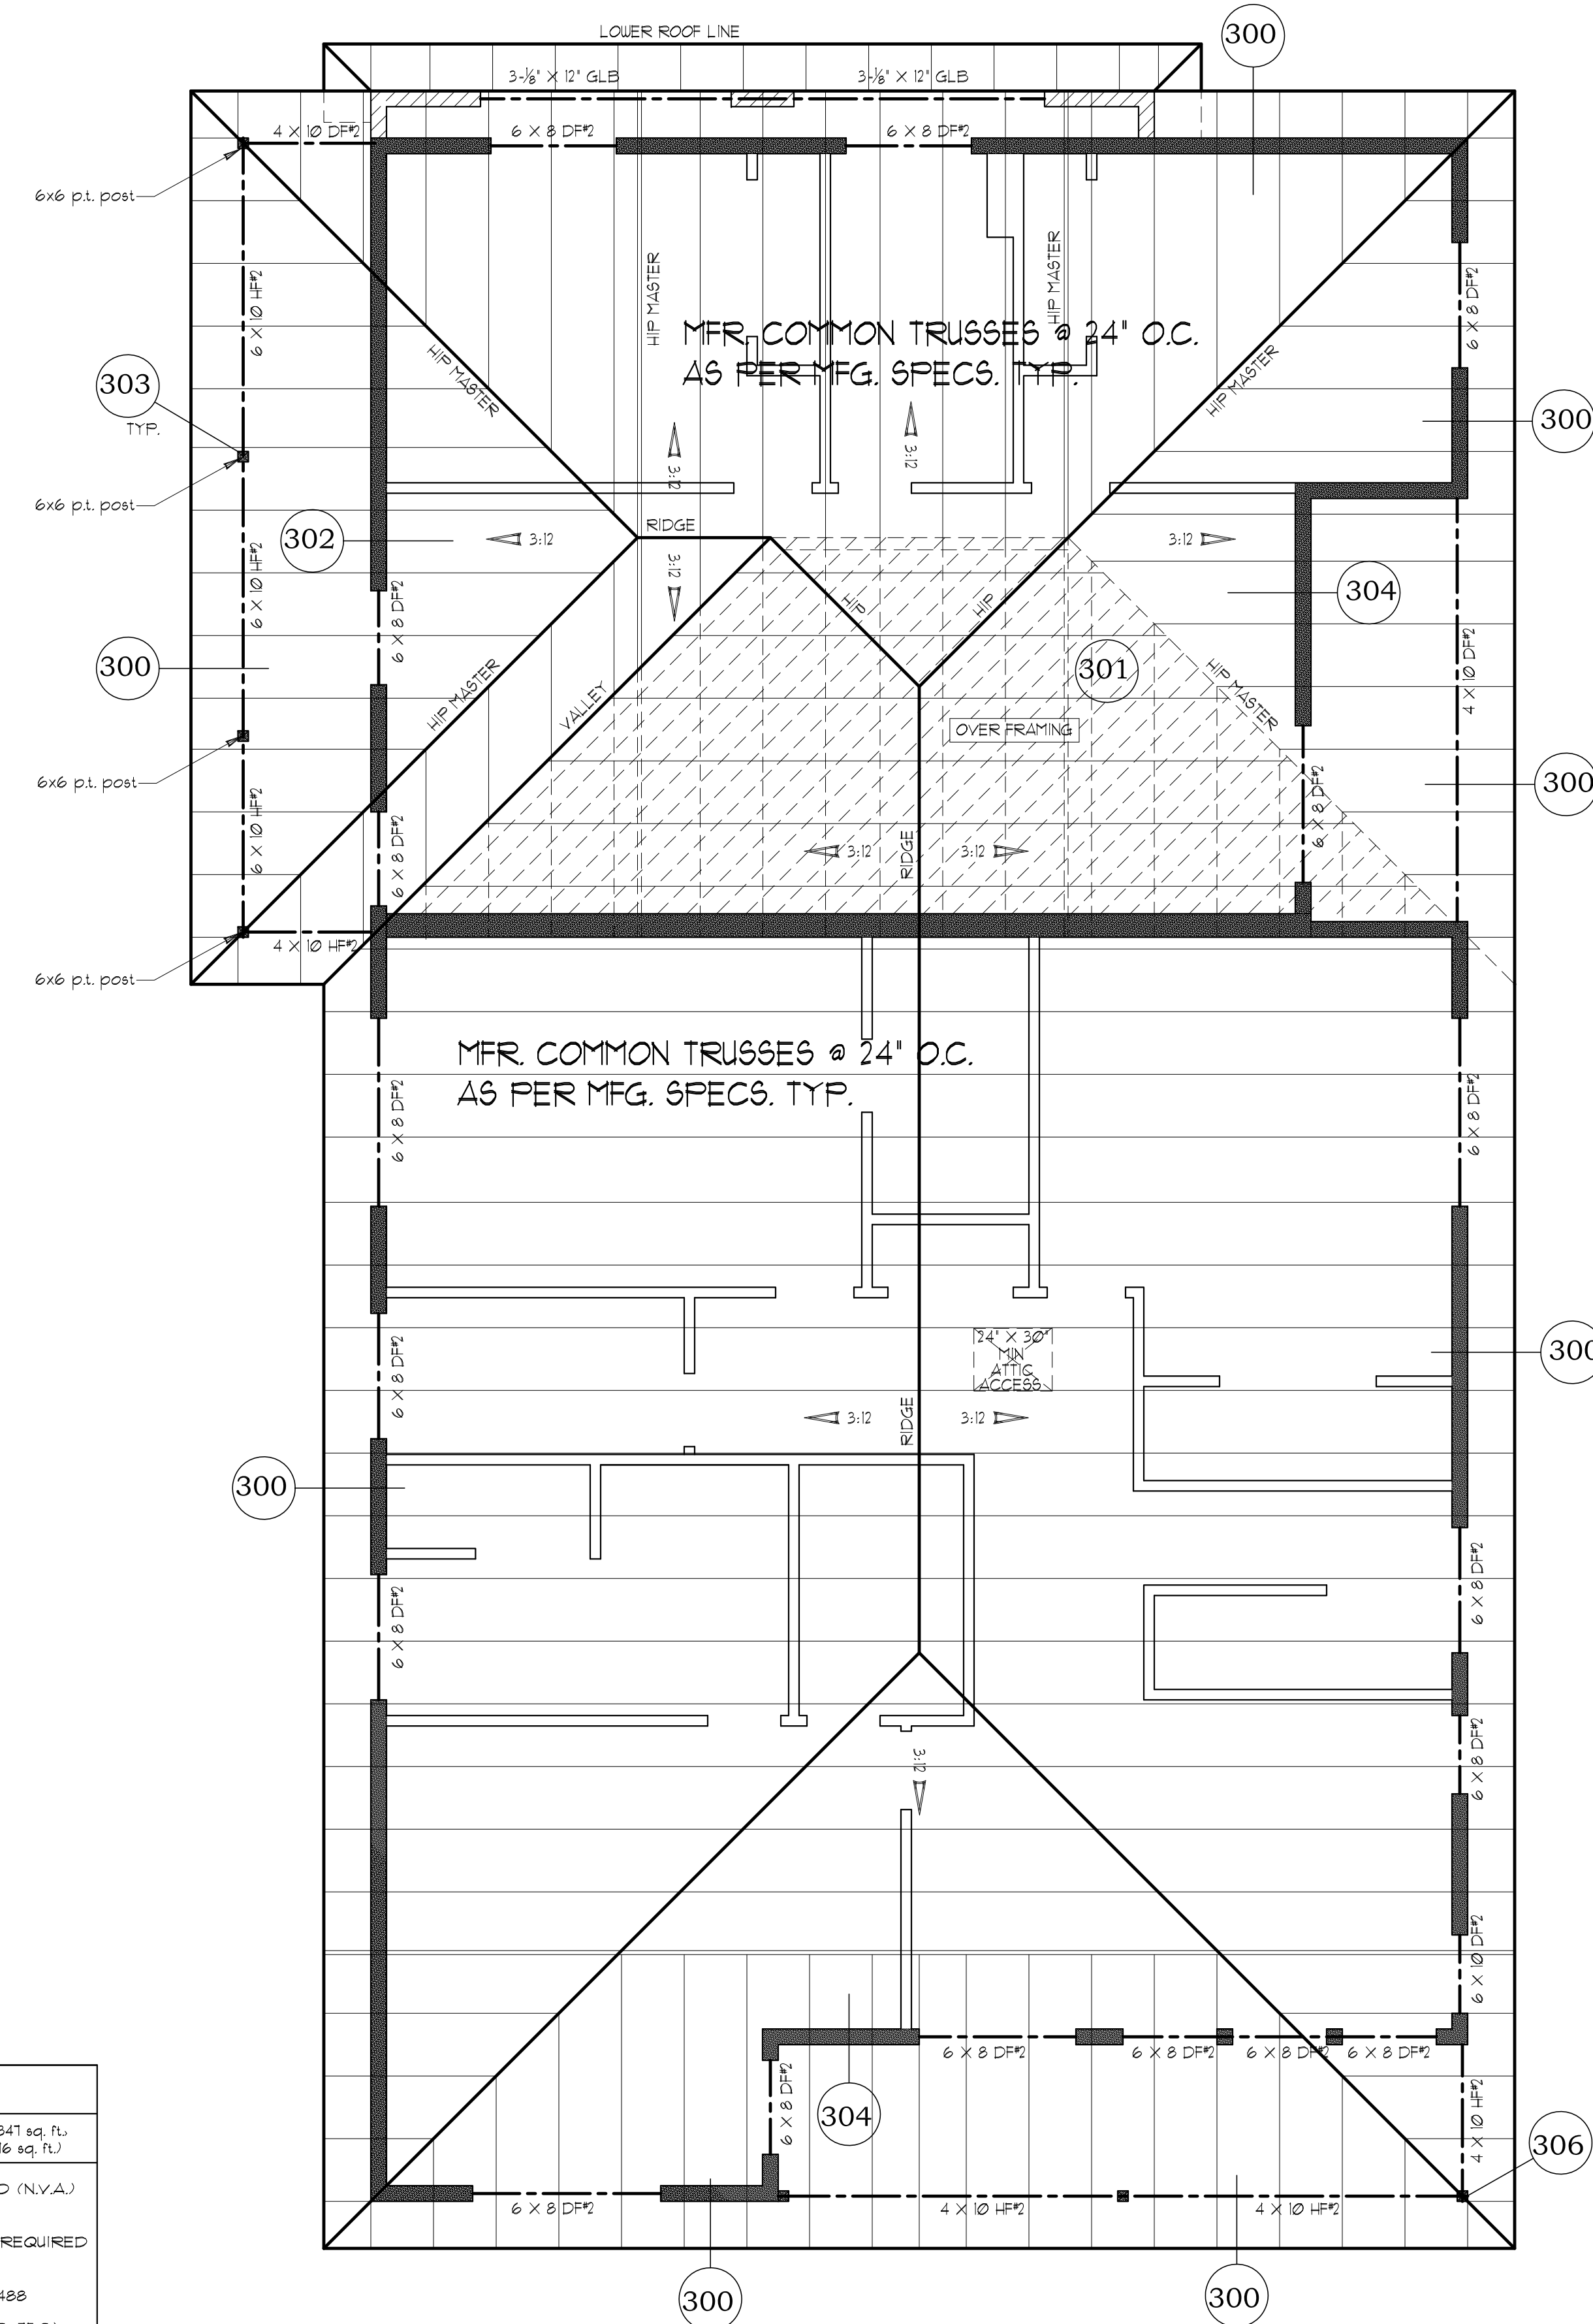 LOWER ROOF LINE
300
3-⅛" X 12" GLB
3-⅛" X 12" GLB
4 X 10 DF#2
6 X 8 DF#2
6 X 8 DF#2
6x6 p.t. post
HIP MASTER
HIP MASTER
6 X 10 HF#2
6 X 8 DF#2
MFR. COMMON TRUSSES @ 24" O.C.
AS PER MFG. SPECS. TYP.
HIP MASTER
HIP MASTER
303
TYP.
300
3:12
3:12
6x6 p.t. post
302
3:12
RIDGE
3:12
3:12
6 X 10 HF#2
6 X 8 DF#2
304
HIP
HIP
300
301
4 X 10 DF#2
HIP MASTER
VALLEY
HIP MASTER
OVER FRAMING
6x6 p.t. post
300
6 X 10 HF#2
6 X 8 DF#2
6 X 8 DF#2
3:12
RIDGE
3:12
4 X 10 HF#2
6x6 p.t. post
MFR. COMMON TRUSSES @ 24" O.C.
AS PER MFG. SPECS. TYP.
6 X 8 DF#2
6 X 8 DF#2
24" X 30"
MIN
ATTIC
ACCESS
300
6 X 8 DF#2
3:12
RIDGE
3:12
300
6 X 8 DF#2
6 X 8 DF#2
6 X 8 DF#2
3:12
6 X 10 DF#2
6 X 8 DF#2
6 X 8 DF#2
6 X 8 DF#2
6 X 8 DF#2
6 X 8 DF#2
304
4 X 10 HF#2
306
6 X 8 DF#2
4 X 10 HF#2
4 X 10 HF#2
300
300
347 sq. ft.,
16 sq. ft.)
(N.V.A.)
REQUIRED
488